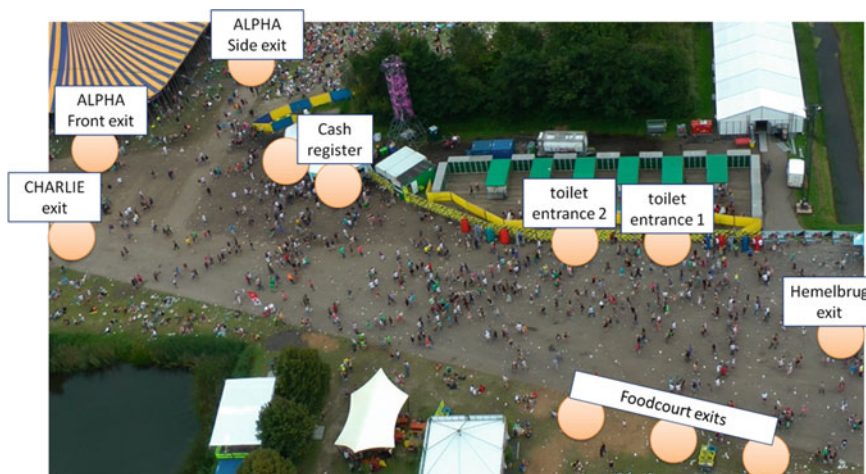 ALPHA
Side exit
ALPHA
Front exit
Cash
register
CHARLIE
exit
toilet
entrance 2
toilet
entrance 1
Hemelbrug
exit
Foodcourt exits